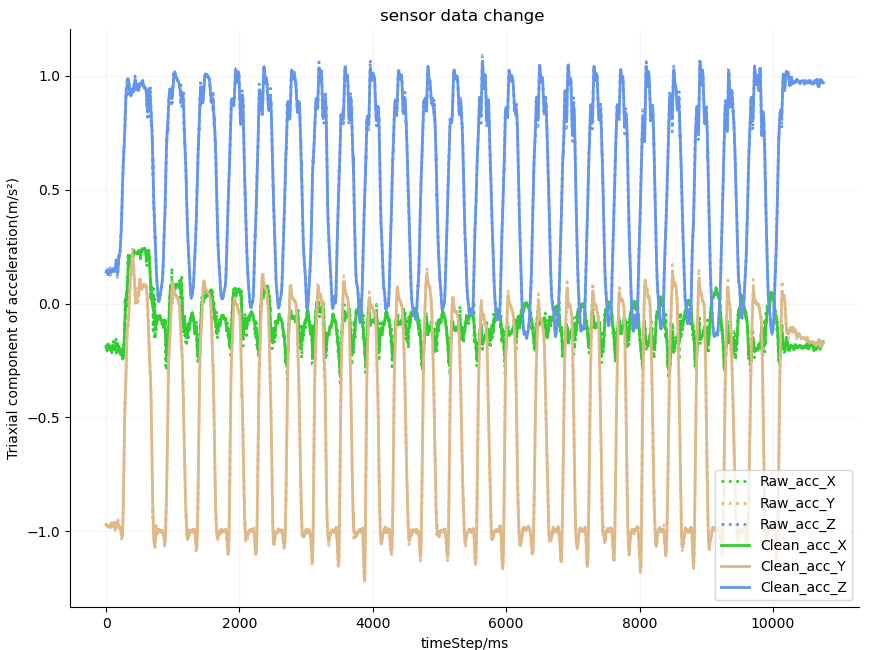 sensor data change
Triaxial component of acceleration(m/s²)
1.0
0.5
0.0
−0.5
−1.0
0
2000
4000
6000
8000
10000
timeStep/ms
Raw_acc_X
Raw_acc_Y
Raw_acc_Z
Clean_acc_X
Clean_acc_Y
Clean_acc_Z